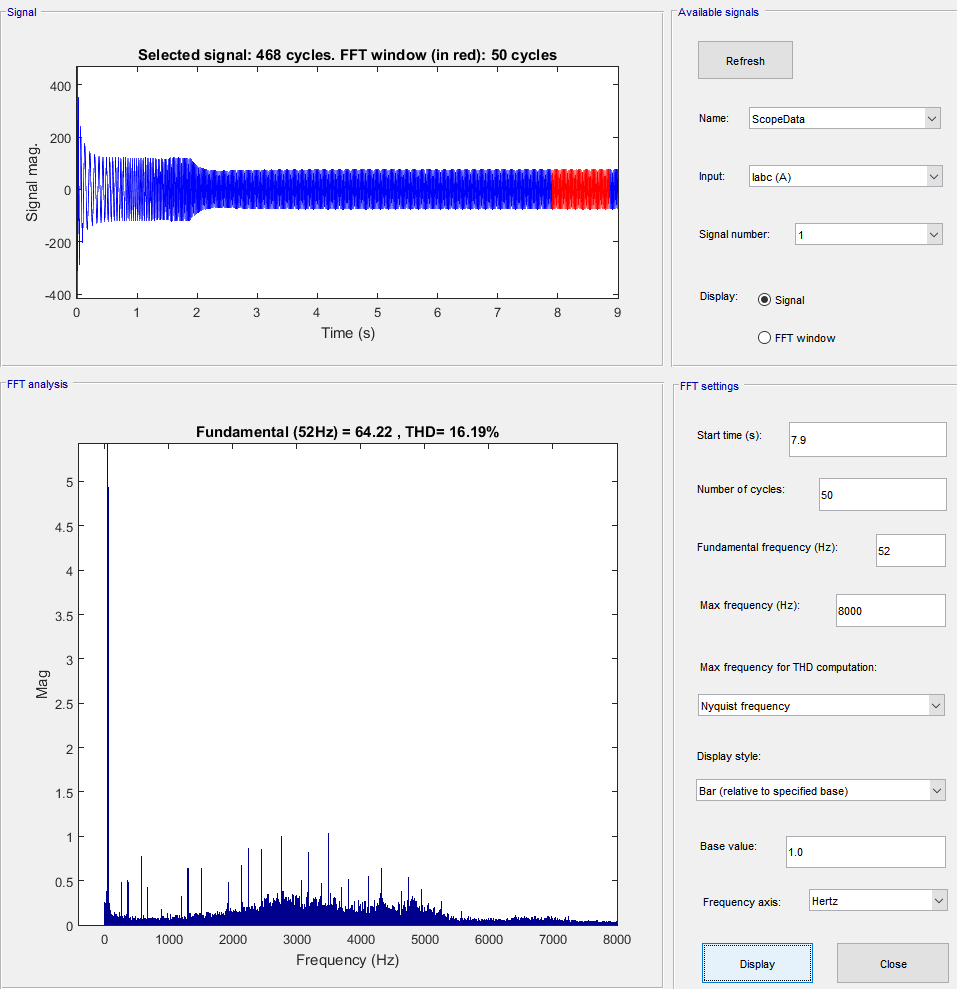 Signal
Selected signal: 468 cycles. FFT window (in red): 50 cycles
400
200
0
-200
-400
Signal mag.
0 1 2 3 4 5 6 7 8 9
Time (s)
Available signals
Refresh
Name: ScopeData
Input: Iabc (A)
Signal number: 1
Display: Signal
FFT window
FFT analysis
Fundamental (52Hz) = 64.22 , THD= 16.19%
5
4.5
4
3.5
3
2.5
2
1.5
1
0.5
0
Mag
0 1000 2000 3000 4000 5000 6000 7000 8000
Frequency (Hz)
FFT settings
Start time (s): 7.9
Number of cycles: 50
Fundamental frequency (Hz): 52
Max frequency (Hz): 8000
Max frequency for THD computation:
Nyquist frequency
Display style:
Bar (relative to specified base)
Base value: 1.0
Frequency axis: Hertz
Display Close